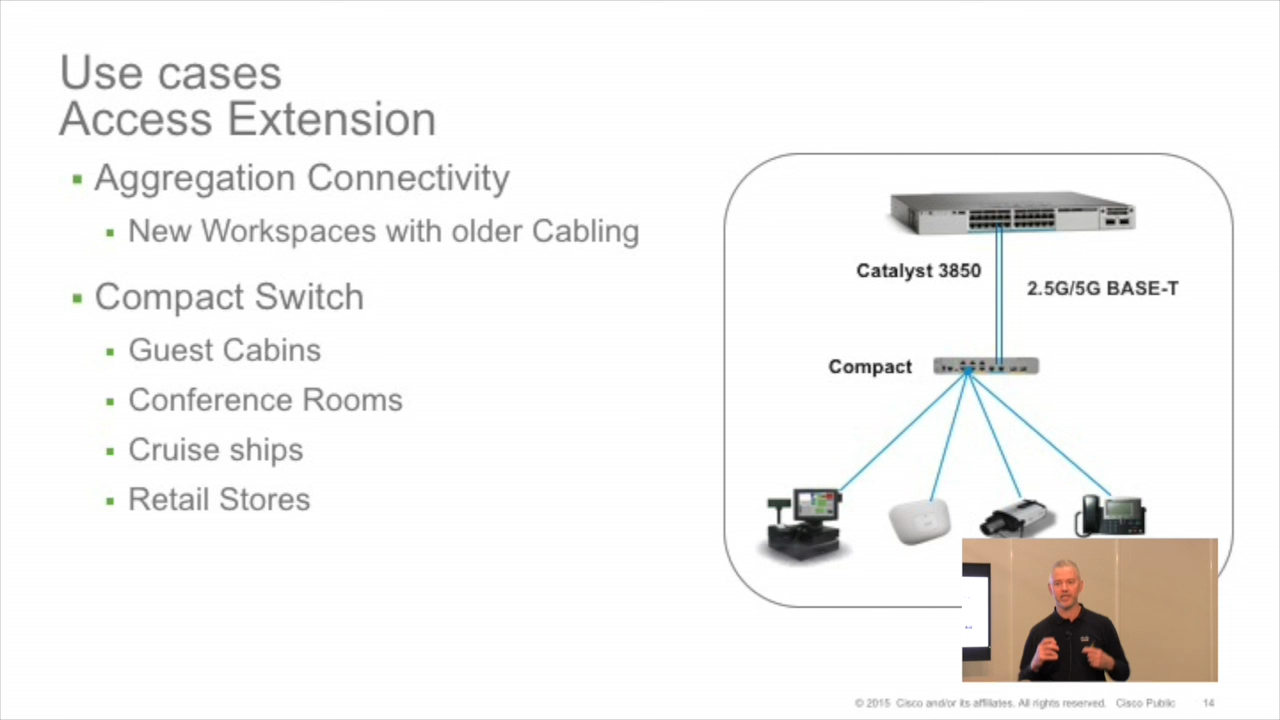 Use cases
Access Extension
Aggregation Connectivity
New Workspaces with older Cabling
Compact Switch
Guest Cabins
Conference Rooms
Cruise ships
Retail Stores
Catalyst 3850
2.5G/5G BASE-T
Compact
© 2015 Cisco and/or its affiliates. All rights reserved. Cisco Public 14